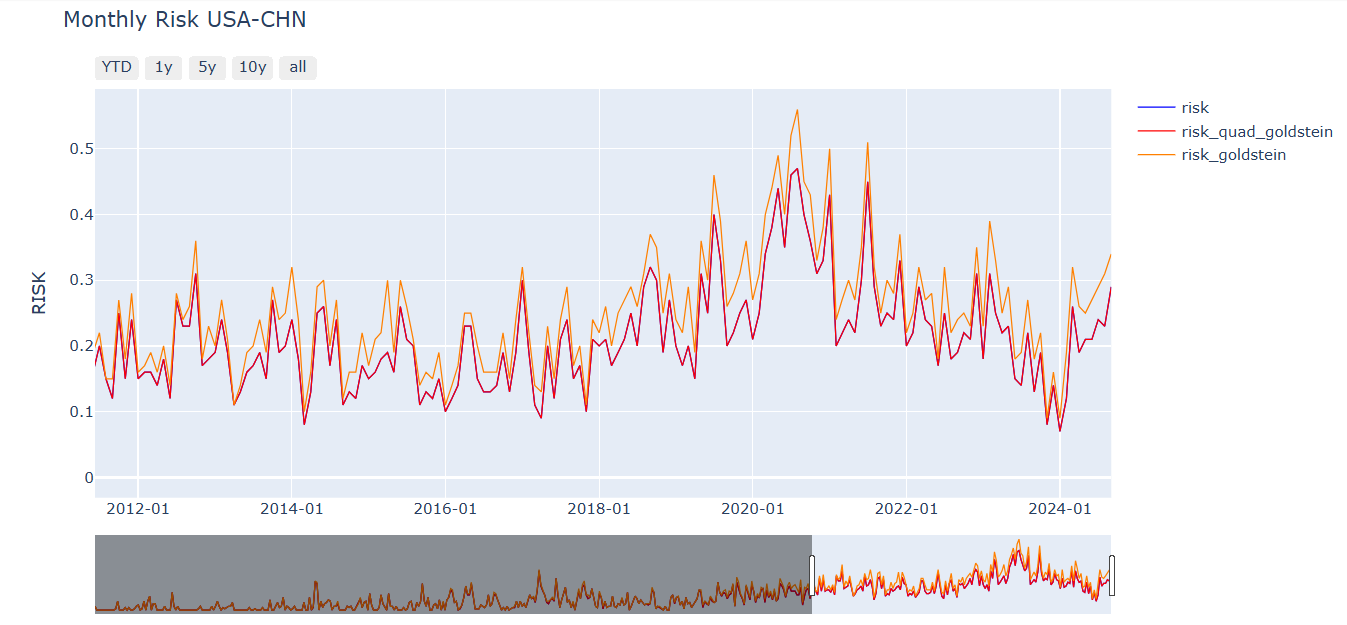 Monthly Risk USA-CHN
YTD 1y 5y 10y all
risk
risk_quad_goldstein
risk_goldstein
RISK
0.5
0.4
0.3
0.2
0.1
0
2012-01 2014-01 2016-01 2018-01 2020-01 2022-01 2024-01